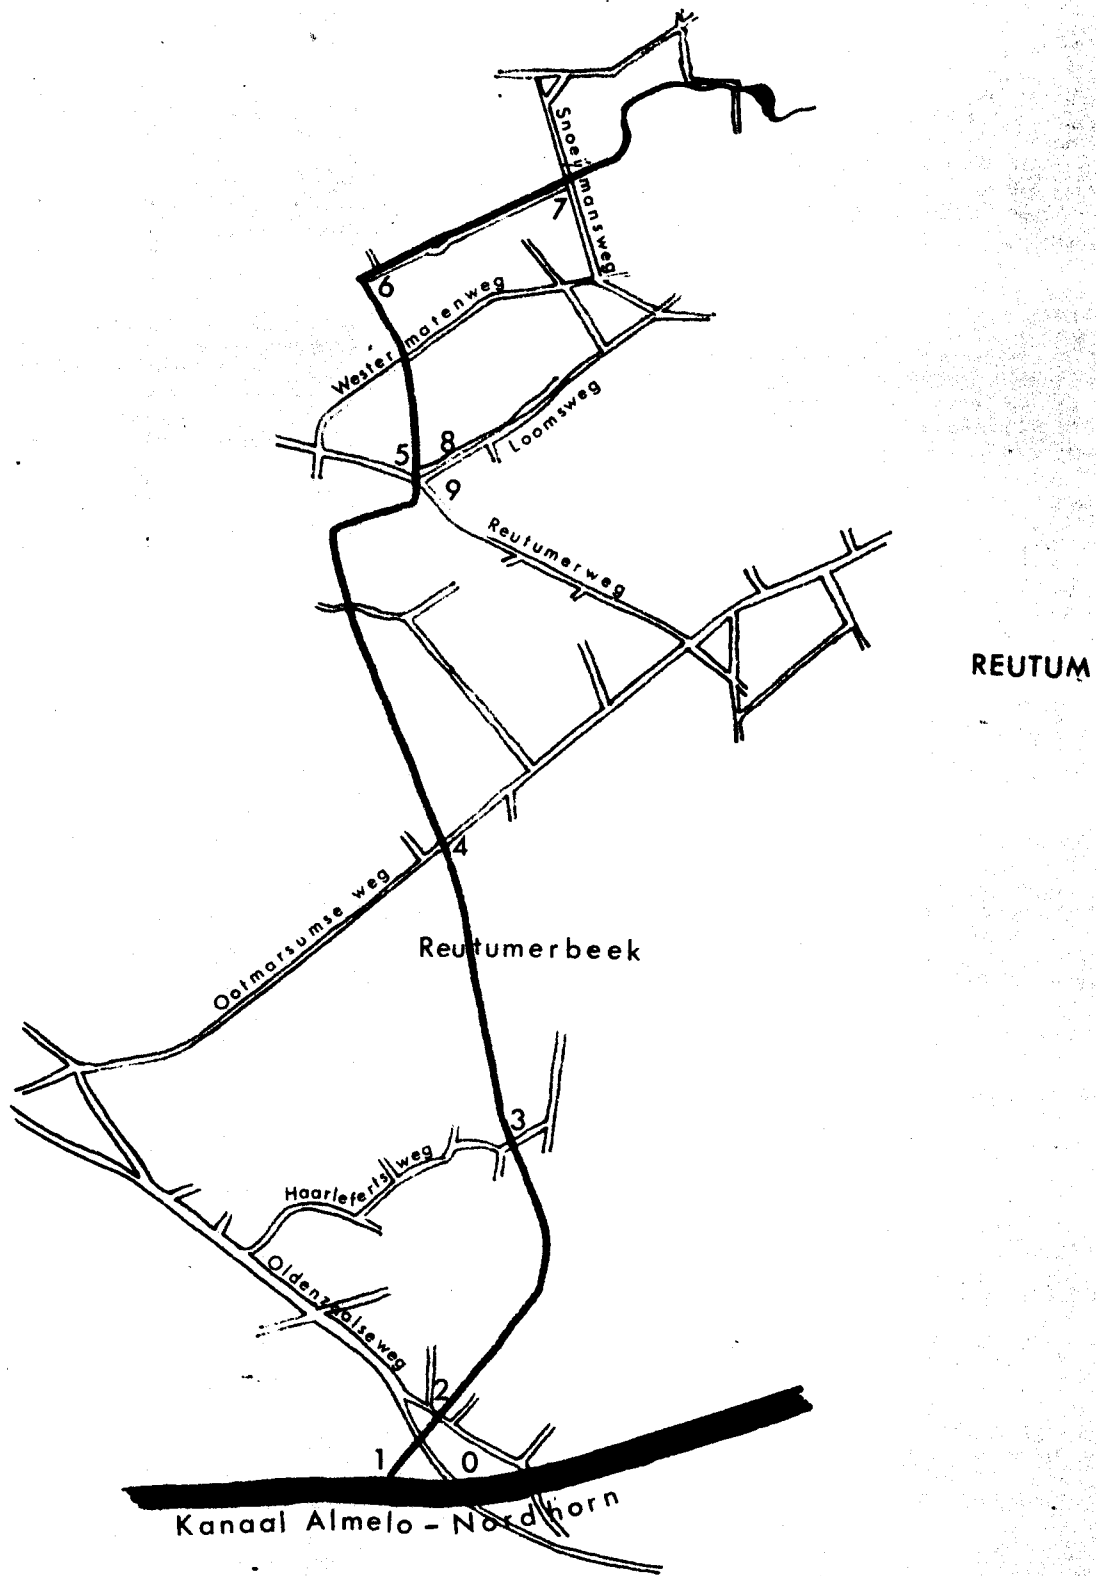 Snoeijmansweg
7
6
Westermatenweg
8
5
Loomsweg
9
Reutumerweg
REUTUM
4
Ootmarsumse weg
Reutumerbeek
3
Haarleferts weg
Oldenzaalseweg
2
1
0
Kanaal Almelo - Nordhorn